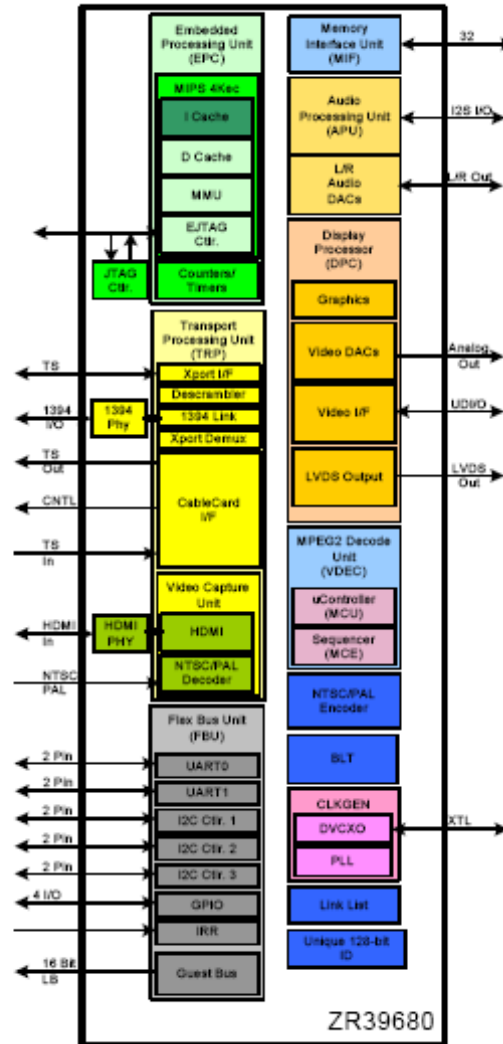 Embedded
Processing Unit
(EPC)
MIPS 4Kec
I Cache
D Cache
MMU
EJTAG
Ctlr.
JTAG
Ctlr.
Counters/
Timers
Transport
Processing Unit
(TRP)
TS
Xport I/F
Descrambler
1394
I/O
1394
Phy
1394 Link
Xport Demux
TS
Out
CNTL
CableCard
I/F
TS
In
Video Capture
Unit
HDMI
In
HDMI
PHY
HDMI
NTSC
PAL
NTSC/PAL
Decoder
Flex Bus Unit
(FBU)
2 Pin
UART0
2 Pin
UART1
2 Pin
I2C Ctlr. 1
2 Pin
I2C Ctlr. 2
2 Pin
I2C Ctlr. 3
4 I/O
GPIO
IRR
16 Bit
LB
Guest Bus
Memory
Interface Unit
(MIF)
32
Audio
Processing Unit
(APU)
I2S I/O
L/R
Audio
DACs
L/R Out
Display
Processor
(DPC)
Graphics
Video DACs
Analog
Out
Video I/F
UDI/O
LVDS Output
LVDS
Out
MPEG2 Decode
Unit
(VDEC)
uController
(MCU)
Sequencer
(MCE)
NTSC/PAL
Encoder
BLT
CLKGEN
DVCXO
XTL
PLL
Link List
Unique 128-bit
ID
ZR39680